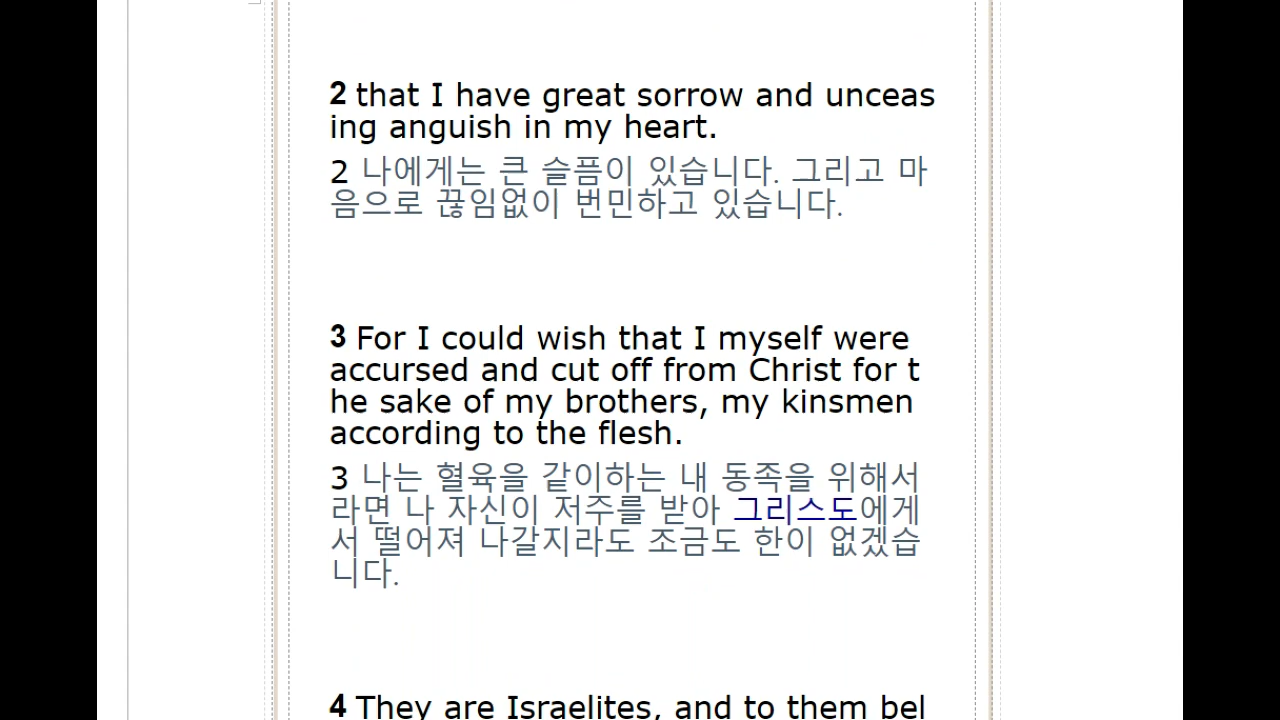 2 that I have great sorrow and unceas
ing anguish in my heart.
2 나에게는 큰 슬픔이 있습니다. 그리고 마
음으로 끊임없이 번민하고 있습니다.
3 For I could wish that I myself were
accursed and cut off from Christ for t
he sake of my brothers, my kinsmen
according to the flesh.
3 나는 혈육을 같이하는 내 동족을 위해서
라면 나 자신이 저주를 받아 그리스도에게
서 떨어져 나갈지라도 조금도 한이 없겠습
니다.
4 They are Israelites, and to them bel